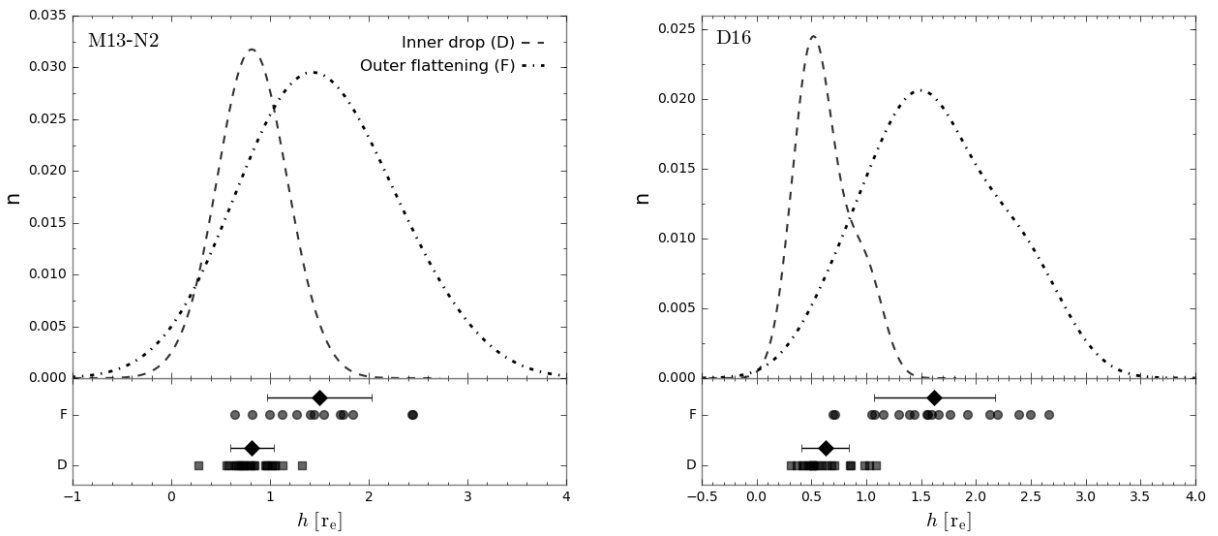 M13-N2
Inner drop (D)
Outer flattening (F)
n
0.035
0.030
0.025
0.020
0.015
0.010
0.005
0.000
F
D
−1 0 1 2 3 4
h [r_e]
D16
n
0.025
0.020
0.015
0.010
0.005
0.000
F
D
−0.5 0.0 0.5 1.0 1.5 2.0 2.5 3.0 3.5 4.0
h [r_e]